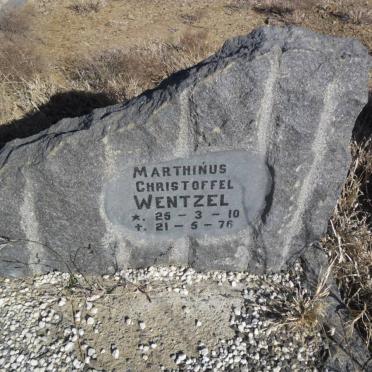 MARTHINUS
CHRISTOFFEL
WENTZEL
*. 25 - 3 - 10
†. 21 - 5 - 76